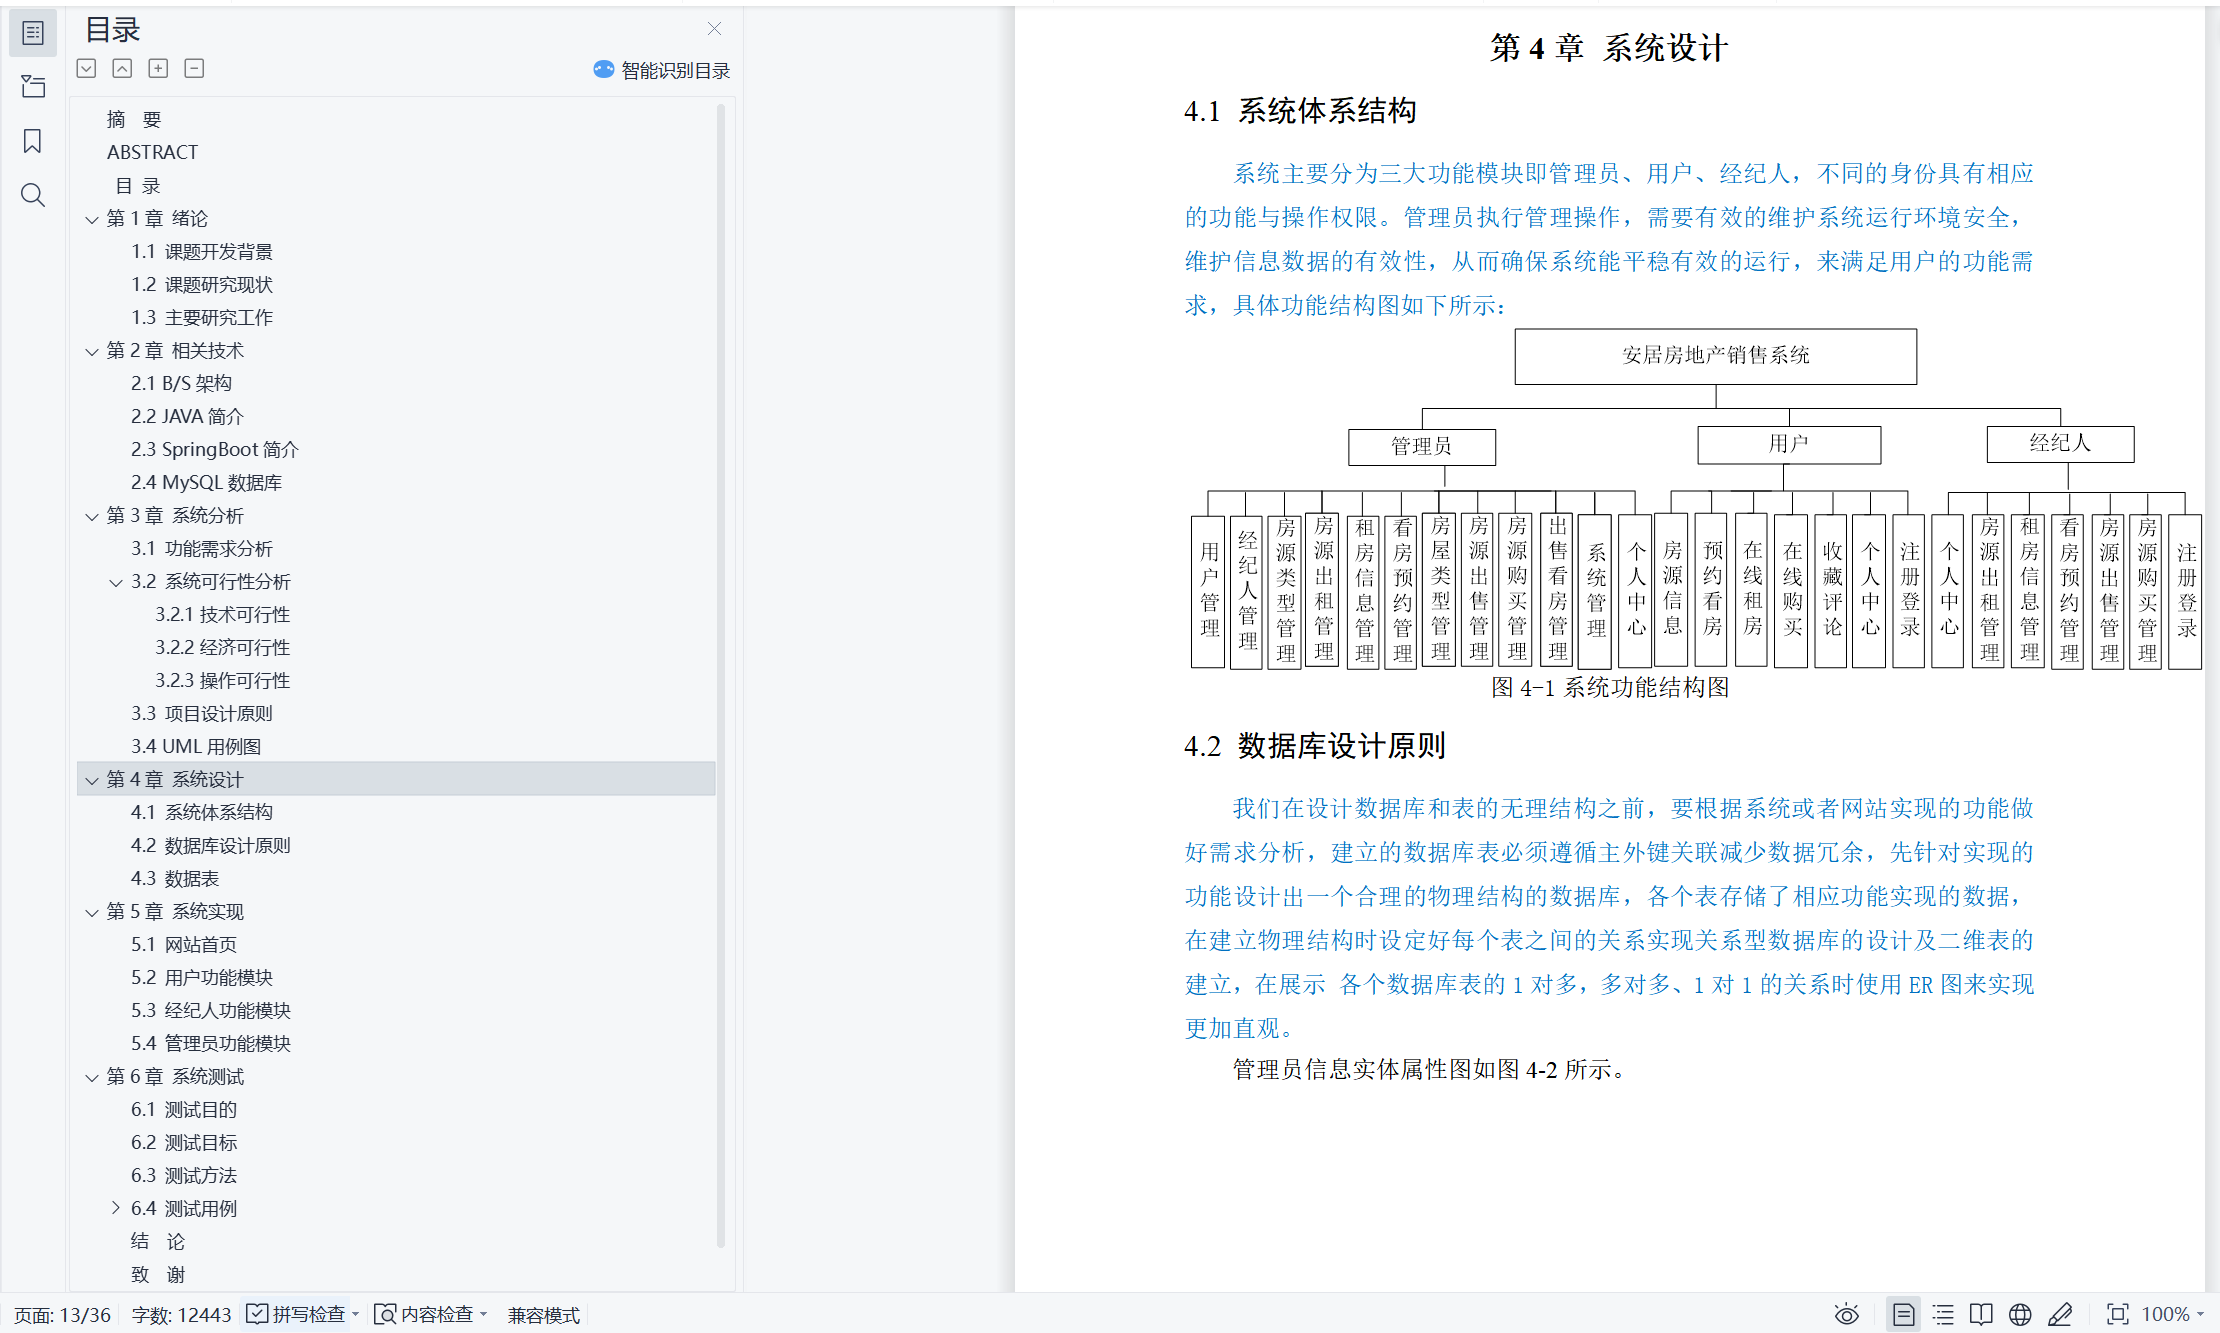 目录
智能识别目录
摘　要
ABSTRACT
目 录
第 1 章 绪论
1.1 课题开发背景
1.2 课题研究现状
1.3 主要研究工作
第 2 章 相关技术
2.1 B/S 架构
2.2 JAVA 简介
2.3 SpringBoot 简介
2.4 MySQL 数据库
第 3 章 系统分析
3.1 功能需求分析
3.2 系统可行性分析
3.2.1 技术可行性
3.2.2 经济可行性
3.2.3 操作可行性
3.3 项目设计原则
3.4 UML 用例图
第 4 章 系统设计
4.1 系统体系结构
4.2 数据库设计原则
4.3 数据表
第 5 章 系统实现
5.1 网站首页
5.2 用户功能模块
5.3 经纪人功能模块
5.4 管理员功能模块
第 6 章 系统测试
6.1 测试目的
6.2 测试目标
6.3 测试方法
6.4 测试用例
结　论
致　谢
第 4 章 系统设计
4.1 系统体系结构
系统主要分为三大功能模块即管理员、用户、经纪人，不同的身份具有相应
的功能与操作权限。管理员执行管理操作，需要有效的维护系统运行环境安全，
维护信息数据的有效性，从而确保系统能平稳有效的运行，来满足用户的功能需
求，具体功能结构图如下所示：
安居房地产销售系统
管理员
用户
经纪人
用户管理
经纪人管理
房源类型管理
房源出租管理
租房信息管理
看房预约管理
房屋类型管理
房源出售管理
房源购买管理
出售看房管理
系统管理
个人中心
房源信息
预约看房
在线租房
在线购买
收藏评论
个人中心
注册登录
个人中心
房源出租管理
租房信息管理
看房预约管理
房源出售管理
房源购买管理
注册登录
图 4-1 系统功能结构图
4.2 数据库设计原则
我们在设计数据库和表的无理结构之前，要根据系统或者网站实现的功能做
好需求分析，建立的数据库表必须遵循主外键关联减少数据冗余，先针对实现的
功能设计出一个合理的物理结构的数据库，各个表存储了相应功能实现的数据，
在建立物理结构时设定好每个表之间的关系实现关系型数据库的设计及二维表的
建立，在展示 各个数据库表的 1 对多，多对多、1 对 1 的关系时使用 ER 图来实现
更加直观。
管理员信息实体属性图如图 4-2 所示。
页面: 13/36 字数: 12443 拼写检查 内容检查 兼容模式 100%